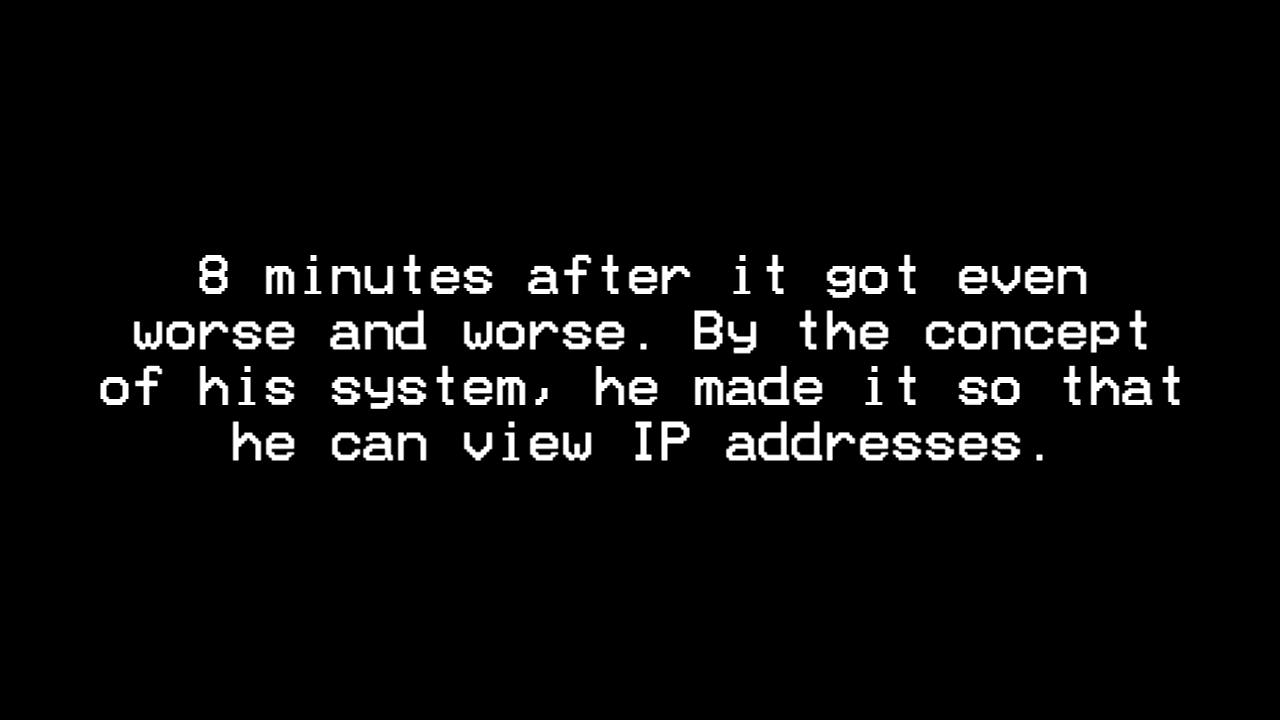 8 minutes after it got even
worse and worse. By the concept
of his system, he made it so that
he can view IP addresses.